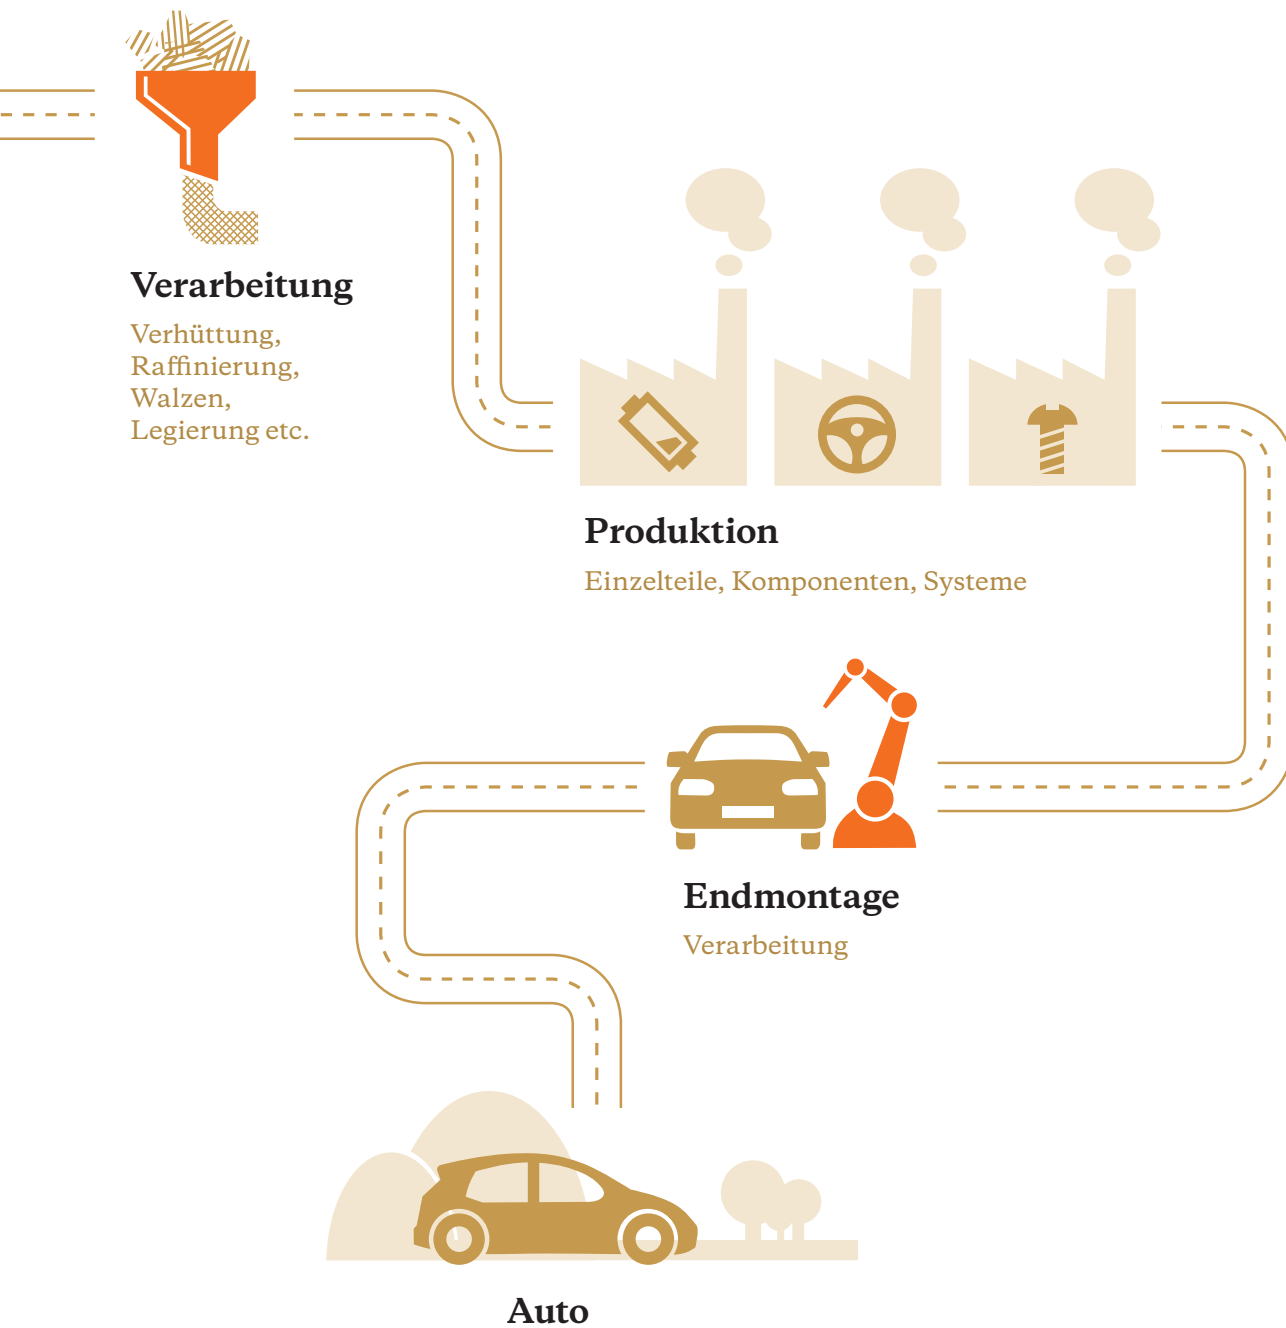 Verarbeitung
Verhüttung,
Raffinierung,
Walzen,
Legierung etc.
Produktion
Einzelteile, Komponenten, Systeme
Endmontage
Verarbeitung
Auto